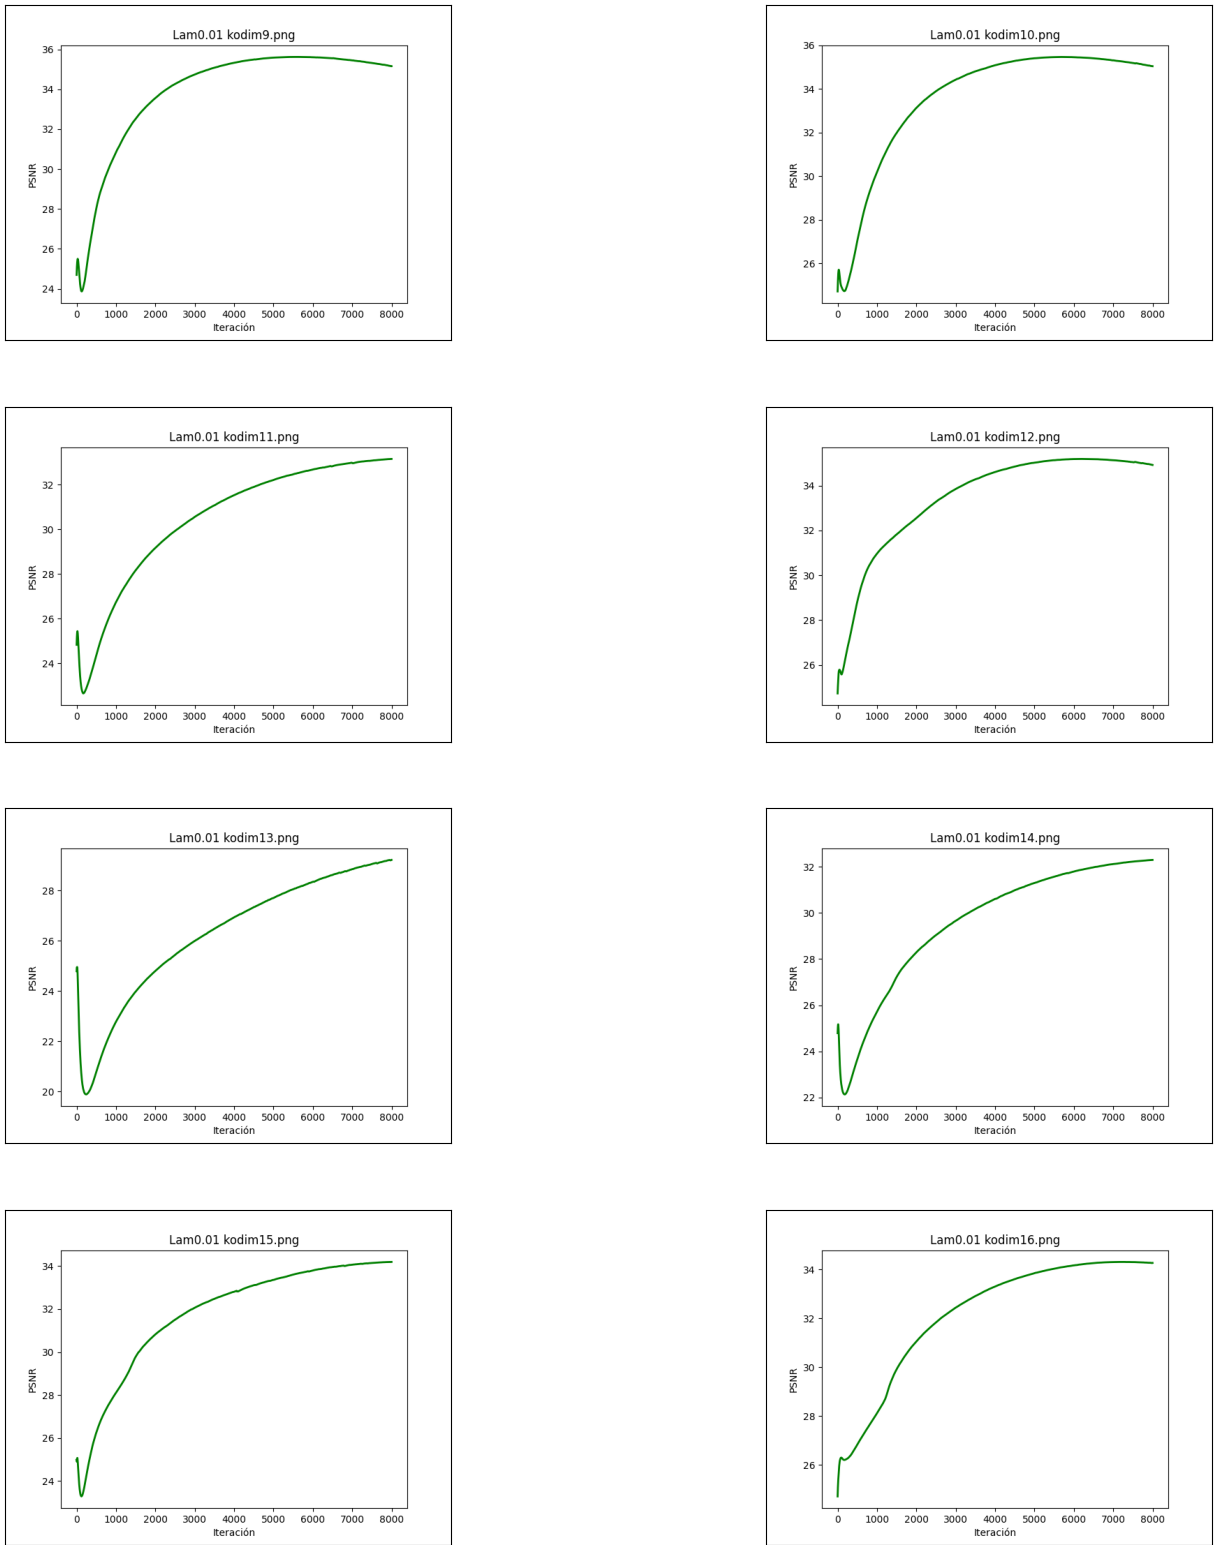 Lam0.01 kodim9.png
36
34
32
30
28
26
24
PSNR
0 1000 2000 3000 4000 5000 6000 7000 8000
Iteración
Lam0.01 kodim10.png
36
34
32
30
28
26
PSNR
0 1000 2000 3000 4000 5000 6000 7000 8000
Iteración
Lam0.01 kodim11.png
32
30
28
26
24
PSNR
0 1000 2000 3000 4000 5000 6000 7000 8000
Iteración
Lam0.01 kodim12.png
34
32
30
28
26
PSNR
0 1000 2000 3000 4000 5000 6000 7000 8000
Iteración
Lam0.01 kodim13.png
28
26
24
22
20
PSNR
0 1000 2000 3000 4000 5000 6000 7000 8000
Iteración
Lam0.01 kodim14.png
32
30
28
26
24
22
PSNR
0 1000 2000 3000 4000 5000 6000 7000 8000
Iteración
Lam0.01 kodim15.png
34
32
30
28
26
24
PSNR
0 1000 2000 3000 4000 5000 6000 7000 8000
Iteración
Lam0.01 kodim16.png
34
32
30
28
26
PSNR
0 1000 2000 3000 4000 5000 6000 7000 8000
Iteración